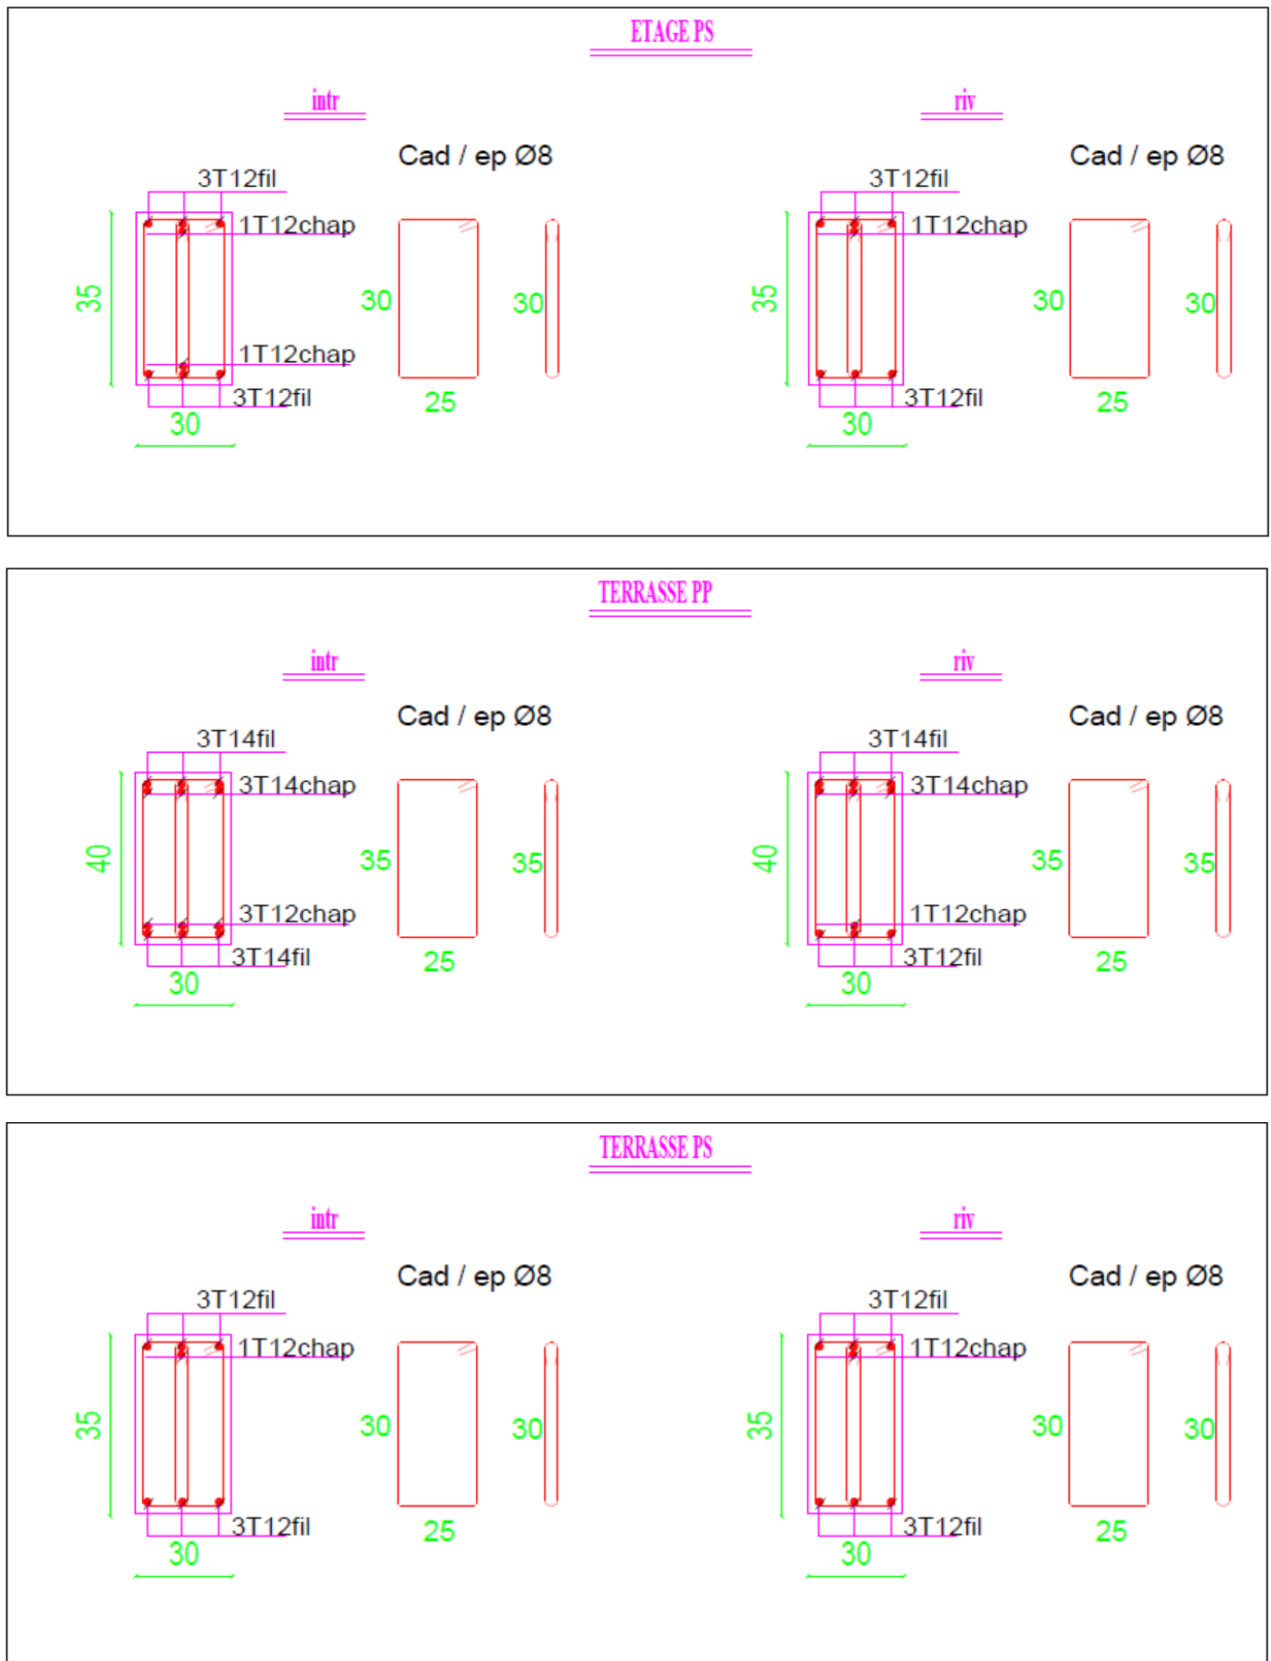 ETAGE PS
intr
Cad / ep Ø8
3T12fil
1T12chap
35
30
30
1T12chap
3T12fil
25
30
riv
Cad / ep Ø8
3T12fil
1T12chap
35
30
30
3T12fil
25
30
TERRASSE PP
intr
Cad / ep Ø8
3T14fil
3T14chap
40
35
35
3T12chap
3T14fil
25
30
riv
Cad / ep Ø8
3T14fil
3T14chap
40
35
35
1T12chap
3T12fil
25
30
TERRASSE PS
intr
Cad / ep Ø8
3T12fil
1T12chap
35
30
30
3T12fil
25
30
riv
Cad / ep Ø8
3T12fil
1T12chap
35
30
30
3T12fil
25
30